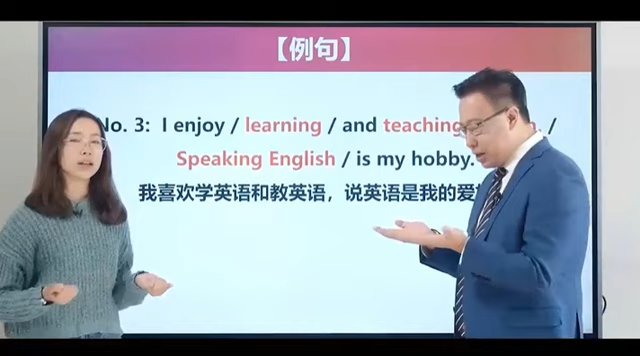 【例句】
No. 3: I enjoy / learning / and teaching /
Speaking English / is my hobby.
我喜欢学英语和教英语，说英语是我的爱